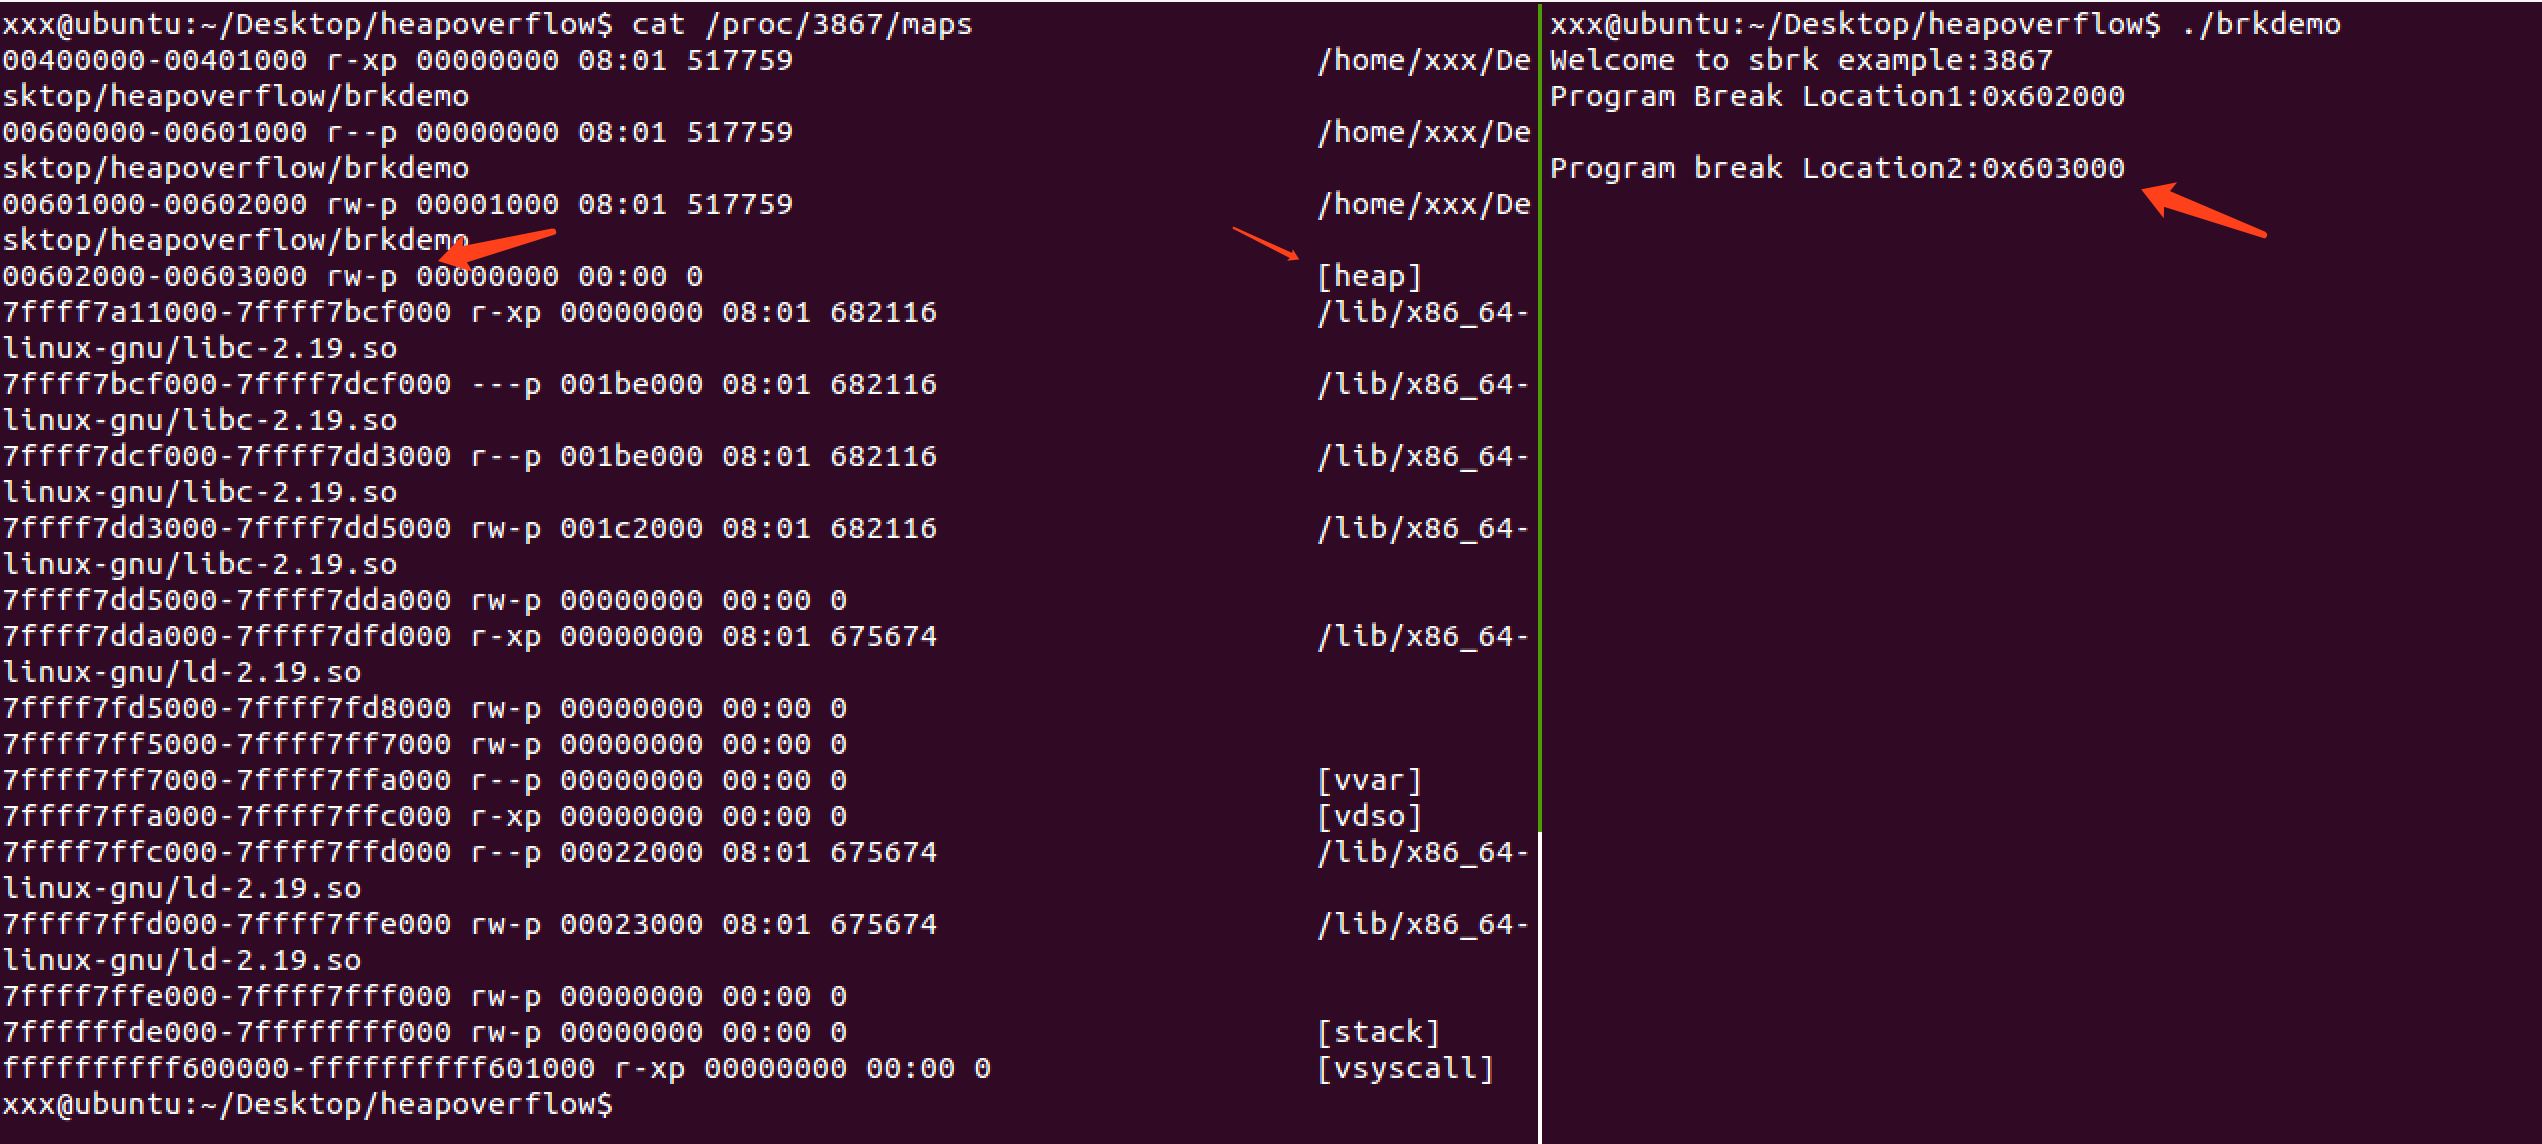 xxx@ubuntu:~/Desktop/heapoverflow$ cat /proc/3867/maps
00400000-00401000 r-xp 00000000 08:01 517759 /home/xxx/De
sktop/heapoverflow/brkdemo
00600000-00601000 r--p 00000000 08:01 517759 /home/xxx/De
sktop/heapoverflow/brkdemo
00601000-00602000 rw-p 00001000 08:01 517759 /home/xxx/De
sktop/heapoverflow/brkdemo
00602000-00603000 rw-p 00000000 00:00 0 [heap]
7ffff7a11000-7ffff7bcf000 r-xp 00000000 08:01 682116 /lib/x86_64-
linux-gnu/libc-2.19.so
7ffff7bcf000-7ffff7dcf000 ---p 001be000 08:01 682116 /lib/x86_64-
linux-gnu/libc-2.19.so
7ffff7dcf000-7ffff7dd3000 r--p 001be000 08:01 682116 /lib/x86_64-
linux-gnu/libc-2.19.so
7ffff7dd3000-7ffff7dd5000 rw-p 001c2000 08:01 682116 /lib/x86_64-
linux-gnu/libc-2.19.so
7ffff7dd5000-7ffff7dda000 rw-p 00000000 00:00 0
7ffff7dda000-7ffff7dfd000 r-xp 00000000 08:01 675674 /lib/x86_64-
linux-gnu/ld-2.19.so
7ffff7fd5000-7ffff7fd8000 rw-p 00000000 00:00 0
7ffff7ff5000-7ffff7ff7000 rw-p 00000000 00:00 0
7ffff7ff7000-7ffff7ffa000 r--p 00000000 00:00 0 [vvar]
7ffff7ffa000-7ffff7ffc000 r-xp 00000000 00:00 0 [vdso]
7ffff7ffc000-7ffff7ffd000 r--p 00022000 08:01 675674 /lib/x86_64-
linux-gnu/ld-2.19.so
7ffff7ffd000-7ffff7ffe000 rw-p 00023000 08:01 675674 /lib/x86_64-
linux-gnu/ld-2.19.so
7ffff7ffe000-7ffff7fff000 rw-p 00000000 00:00 0
7ffffffde000-7ffffffff000 rw-p 00000000 00:00 0 [stack]
ffffffffff600000-ffffffffff601000 r-xp 00000000 00:00 0 [vsyscall]
xxx@ubuntu:~/Desktop/heapoverflow$
xxx@ubuntu:~/Desktop/heapoverflow$ ./brkdemo
Welcome to sbrk example:3867
Program Break Location1:0x602000
Program break Location2:0x603000